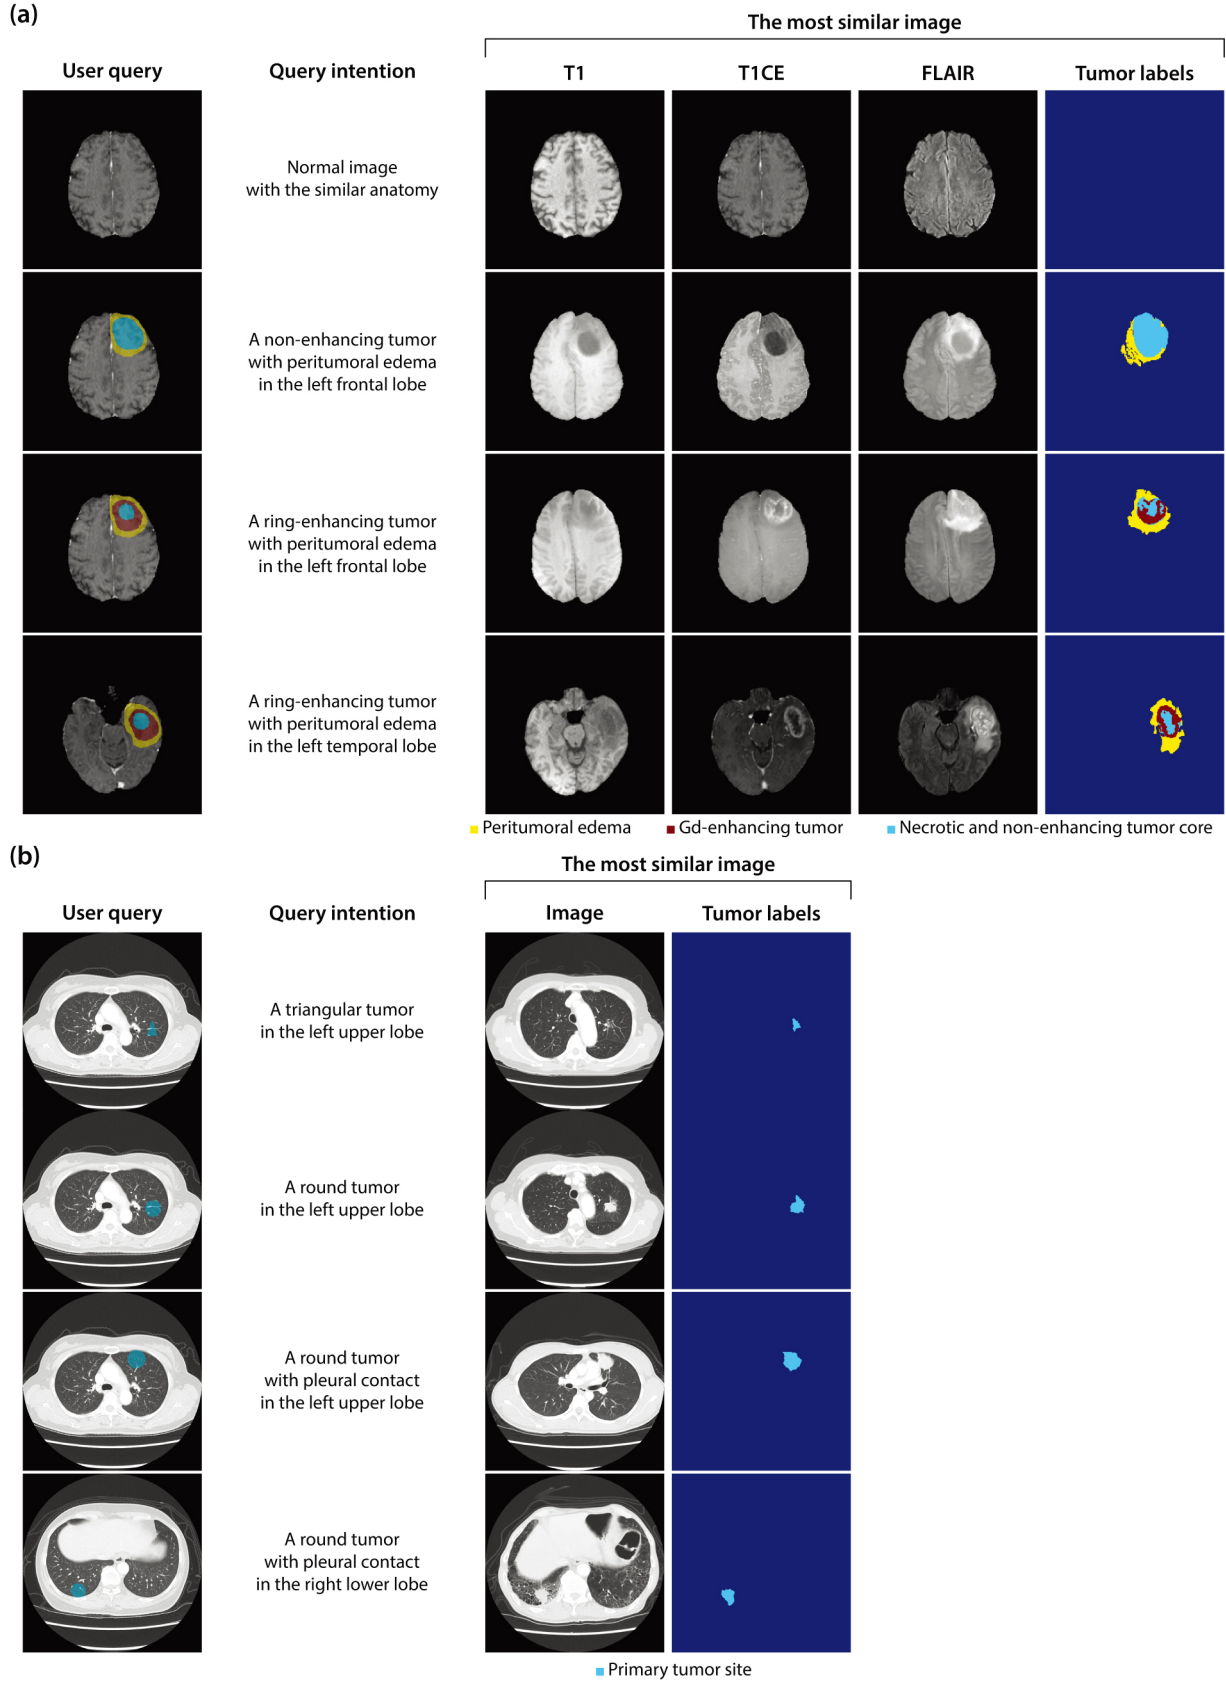 (a)
The most similar image
User query
Query intention
T1
T1CE
FLAIR
Tumor labels
Normal image
with the similar anatomy
A non-enhancing tumor
with peritumoral edema
in the left frontal lobe
A ring-enhancing tumor
with peritumoral edema
in the left frontal lobe
A ring-enhancing tumor
with peritumoral edema
in the left temporal lobe
Peritumoral edema
Gd-enhancing tumor
Necrotic and non-enhancing tumor core
(b)
The most similar image
User query
Query intention
Image
Tumor labels
A triangular tumor
in the left upper lobe
A round tumor
in the left upper lobe
A round tumor
with pleural contact
in the left upper lobe
A round tumor
with pleural contact
in the right lower lobe
Primary tumor site